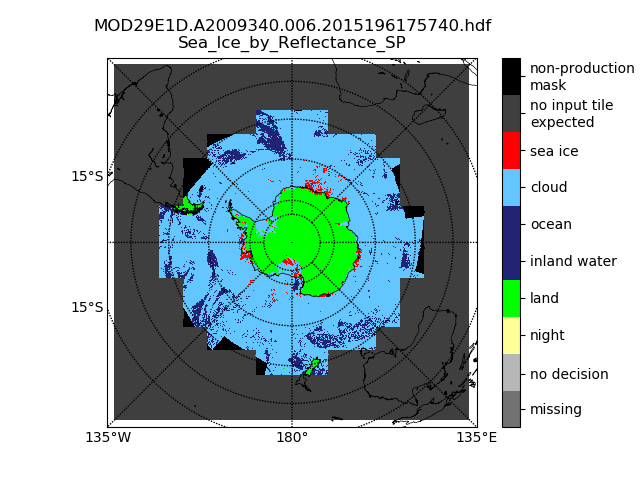 MOD29E1D.A2009340.006.2015196175740.hdf
Sea_Ice_by_Reflectance_SP
15°S
15°S
135°W
180°
135°E
non-production
mask
no input tile
expected
sea ice
cloud
ocean
inland water
land
night
no decision
missing